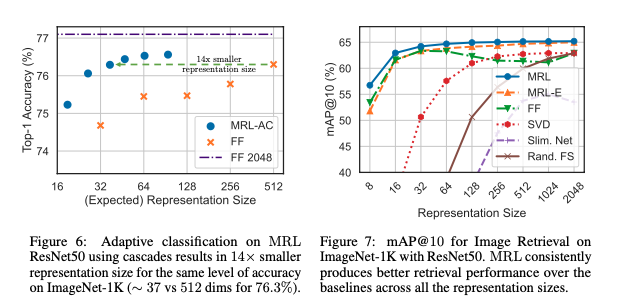 77
76
75
74
Top-1 Accuracy (%)
14x smaller
representation size
MRL-AC
FF
FF 2048
16 32 64 128 256 512
(Expected) Representation Size
65
60
55
50
45
40
mAP@10 (%)
MRL
MRL-E
FF
SVD
Slim. Net
Rand. FS
8 16 32 64 128 256 512 1024 2048
Representation Size
Figure 6: Adaptive classification on MRL
ResNet50 using cascades results in 14× smaller
representation size for the same level of accuracy
on ImageNet-1K (∼ 37 vs 512 dims for 76.3%).
Figure 7: mAP@10 for Image Retrieval on
ImageNet-1K with ResNet50. MRL consistently
produces better retrieval performance over the
baselines across all the representation sizes.